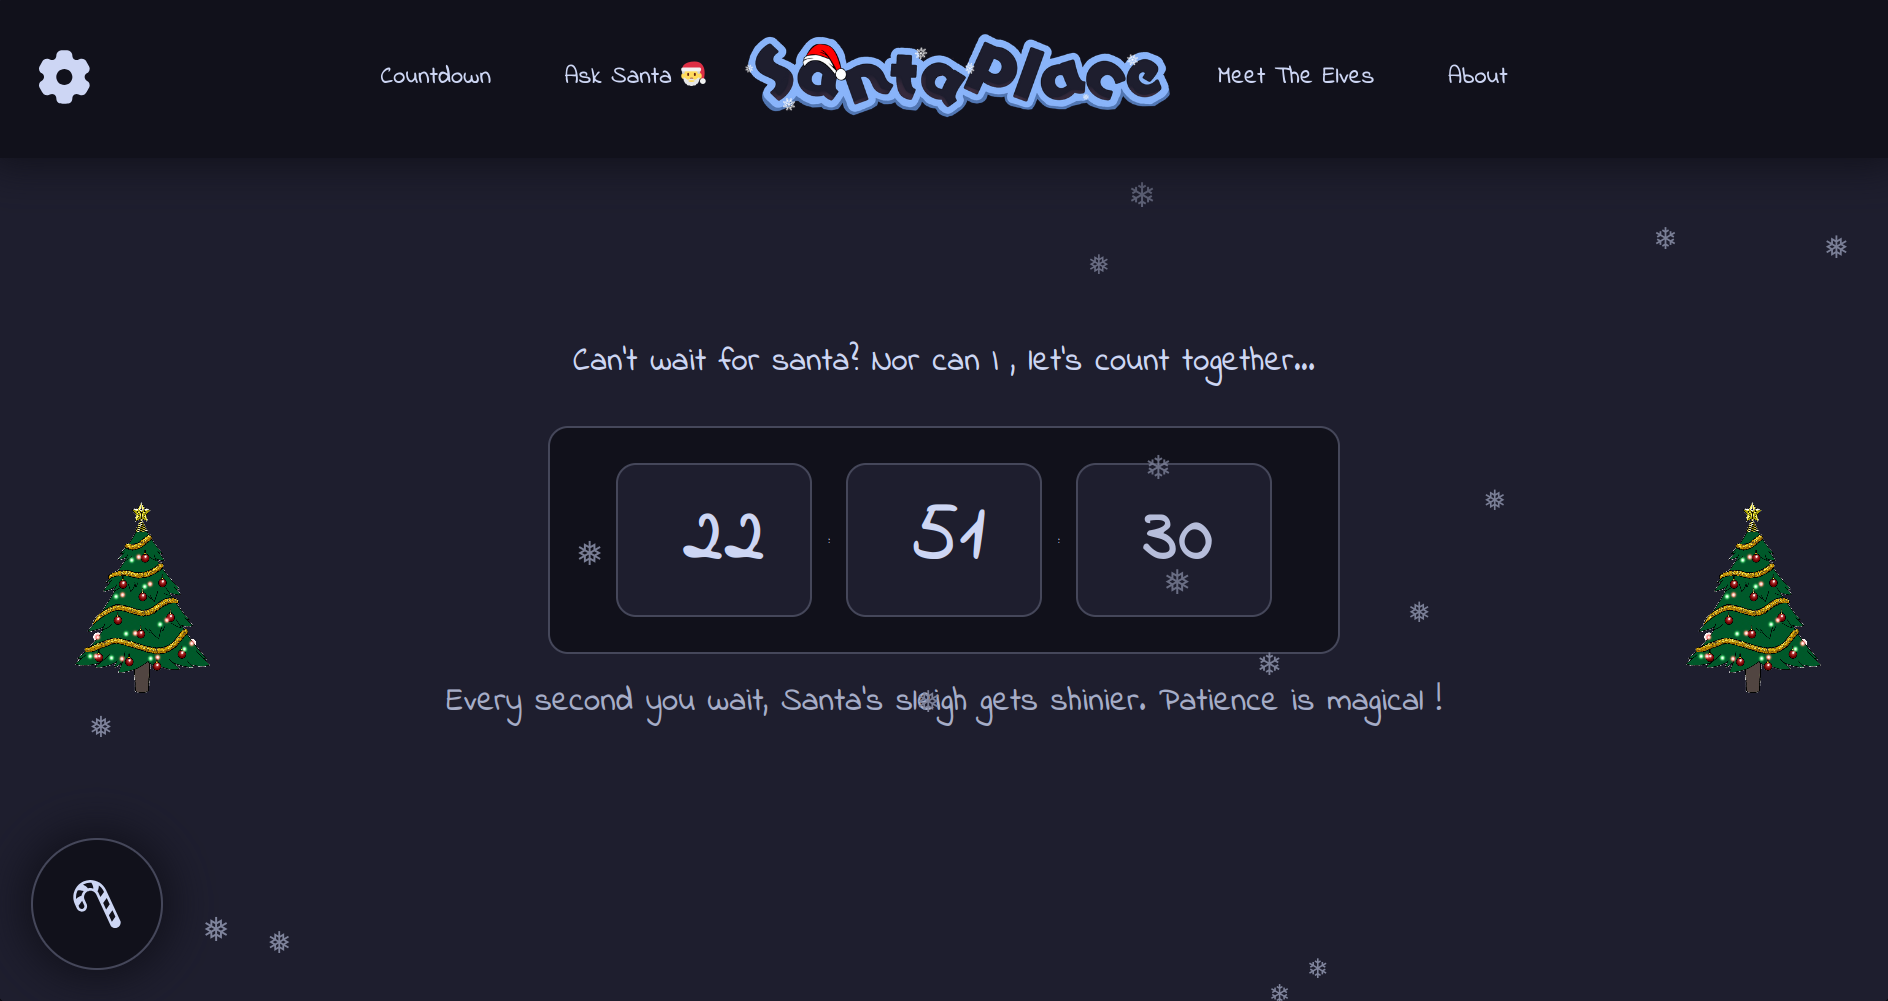 Countdown
Ask Santa 🎅
SantaPlace
Meet The Elves
About
Can't wait for santa? Nor can I , let's count together...
22 : 51 : 30
Every second you wait, Santa's sleigh gets shinier. Patience is magical !